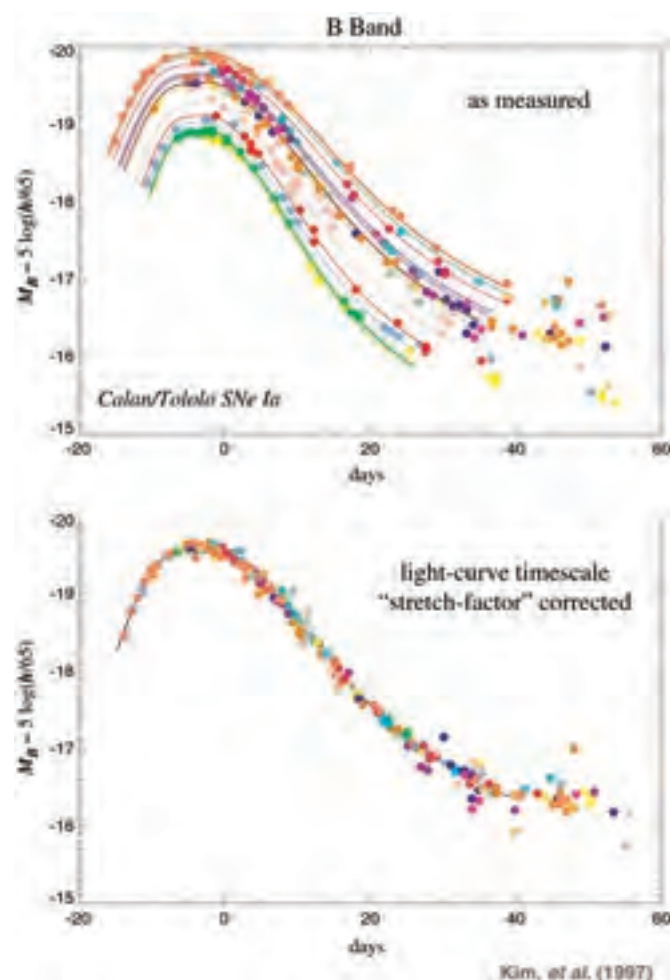 B Band
-20
-19
-18
-17
-16
-15
M_B – 5 log(h/65)
as measured
Calan/Tololo SNe Ia
-20 0 20 40 60
days
-20
-19
-18
-17
-16
-15
M_B – 5 log(h/65)
light-curve timescale
“stretch-factor” corrected
-20 0 20 40 60
days
Kim, et al. (1997)